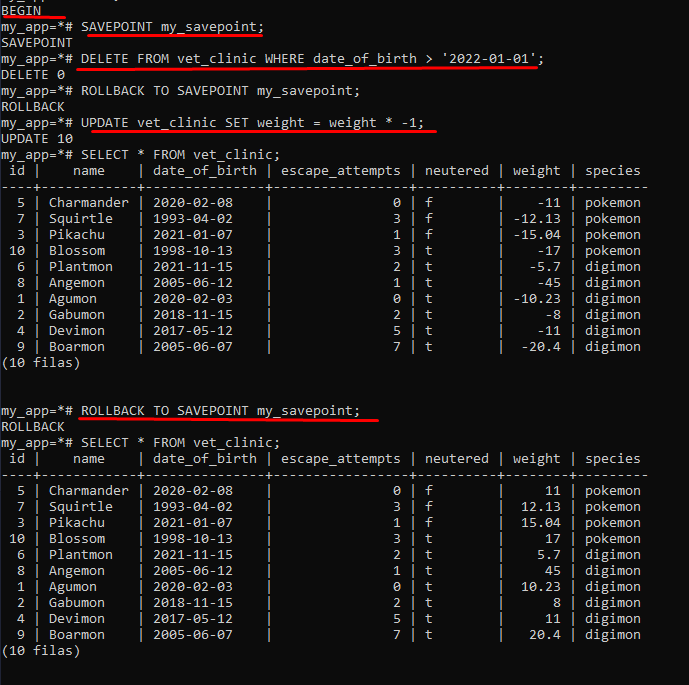 BEGIN
my_app=*# SAVEPOINT my_savepoint;
SAVEPOINT
my_app=*# DELETE FROM vet_clinic WHERE date_of_birth > '2022-01-01';
DELETE 0
my_app=*# ROLLBACK TO SAVEPOINT my_savepoint;
ROLLBACK
my_app=*# UPDATE vet_clinic SET weight = weight * -1;
UPDATE 10
my_app=*# SELECT * FROM vet_clinic;
 id |    name    | date_of_birth | escape_attempts | neutered | weight | species
----+------------+---------------+-----------------+----------+--------+---------
  5 | Charmander | 2020-02-08    |               0 | f        |    -11 | pokemon
  7 | Squirtle   | 1993-04-02    |               3 | f        | -12.13 | pokemon
  3 | Pikachu    | 2021-01-07    |               1 | f        | -15.04 | pokemon
 10 | Blossom    | 1998-10-13    |               3 | t        |    -17 | pokemon
  6 | Plantmon   | 2021-11-15    |               2 | t        |   -5.7 | digimon
  8 | Angemon    | 2005-06-12    |               1 | t        |    -45 | digimon
  1 | Agumon     | 2020-02-03    |               0 | t        | -10.23 | digimon
  2 | Gabumon    | 2018-11-15    |               2 | t        |     -8 | digimon
  4 | Devimon    | 2017-05-12    |               5 | t        |    -11 | digimon
  9 | Boarmon    | 2005-06-07    |               7 | t        |  -20.4 | digimon
(10 filas)
my_app=*# ROLLBACK TO SAVEPOINT my_savepoint;
ROLLBACK
my_app=*# SELECT * FROM vet_clinic;
 id |    name    | date_of_birth | escape_attempts | neutered | weight | species
----+------------+---------------+-----------------+----------+--------+---------
  5 | Charmander | 2020-02-08    |               0 | f        |     11 | pokemon
  7 | Squirtle   | 1993-04-02    |               3 | f        |  12.13 | pokemon
  3 | Pikachu    | 2021-01-07    |               1 | f        |  15.04 | pokemon
 10 | Blossom    | 1998-10-13    |               3 | t        |     17 | pokemon
  6 | Plantmon   | 2021-11-15    |               2 | t        |    5.7 | digimon
  8 | Angemon    | 2005-06-12    |               1 | t        |     45 | digimon
  1 | Agumon     | 2020-02-03    |               0 | t        |  10.23 | digimon
  2 | Gabumon    | 2018-11-15    |               2 | t        |      8 | digimon
  4 | Devimon    | 2017-05-12    |               5 | t        |     11 | digimon
  9 | Boarmon    | 2005-06-07    |               7 | t        |   20.4 | digimon
(10 filas)